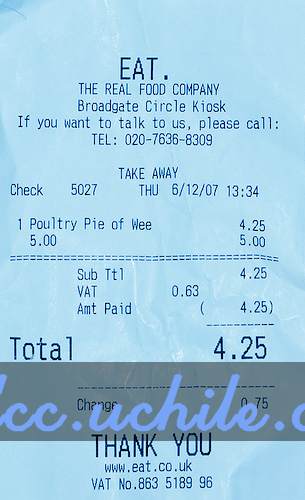 EAT.
THE REAL FOOD COMPANY
Broadgate Circle Kiosk
If you want to talk to us, please call:
TEL: 020-7636-8309
TAKE AWAY
Check 5027 THU 6/12/07 13:34
1 Poultry Pie of Wee 4.25
5.00 5.00
Sub Ttl 4.25
VAT 0.63
Amt Paid ( 4.25)
Total 4.25
Change 0.75
dcc.uchile.c
THANK YOU
www.eat.co.uk
VAT No.863 5189 96